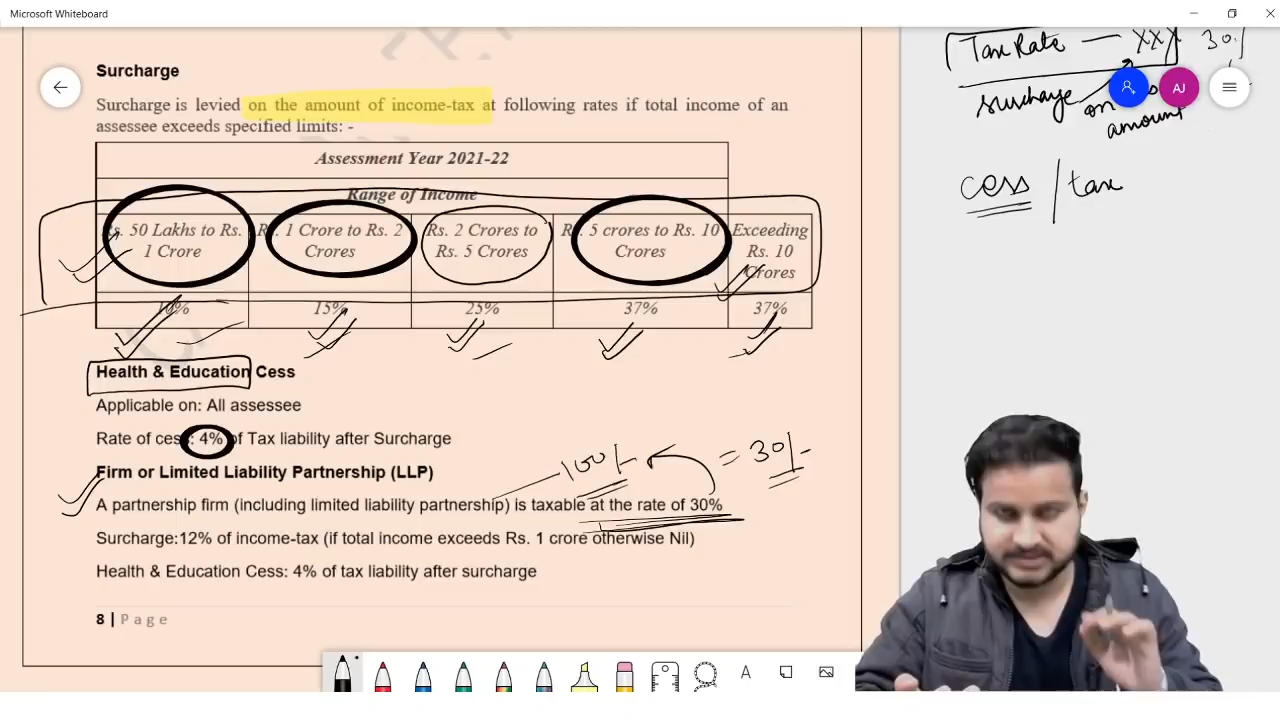 Microsoft Whiteboard
Tax Rate — XXX 30%
Surcharge
on
amount
AJ
cess / tax
Surcharge
Surcharge is levied on the amount of income-tax at following rates if total income of an
assessee exceeds specified limits: -
Assessment Year 2021-22
Range of Income
Rs. 50 Lakhs to Rs. 1 Crore
Rs. 1 Crore to Rs. 2 Crores
Rs. 2 Crores to Rs. 5 Crores
Rs. 5 crores to Rs. 10 Crores
Exceeding Rs. 10 Crores
10% 15% 25% 37% 37%
Health & Education Cess
Applicable on: All assessee
Rate of cess: 4% of Tax liability after Surcharge
100/- = 30/-
Firm or Limited Liability Partnership (LLP)
A partnership firm (including limited liability partnership) is taxable at the rate of 30%
Surcharge:12% of income-tax (if total income exceeds Rs. 1 crore otherwise Nil)
Health & Education Cess: 4% of tax liability after surcharge
8 | Page
A